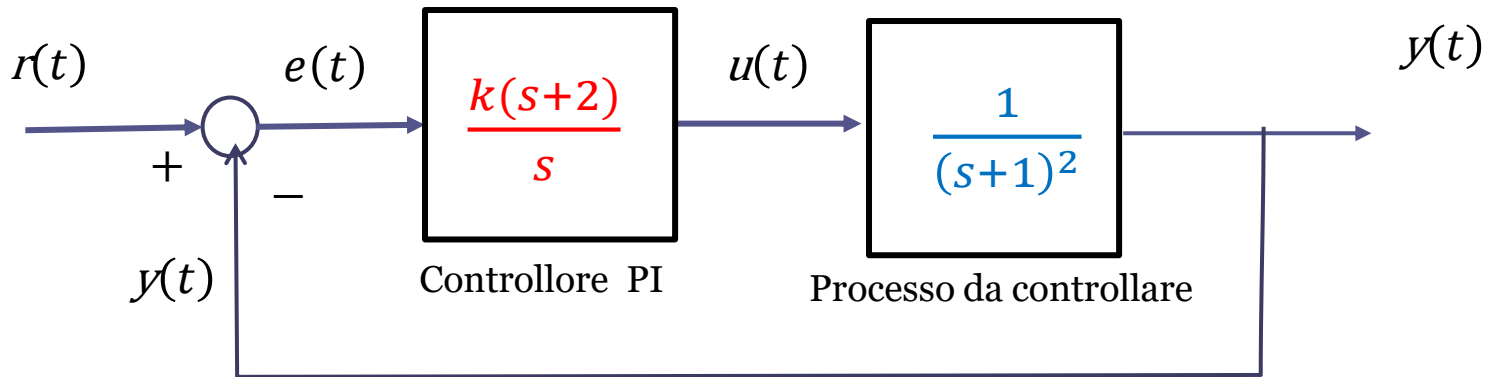 r(t)
e(t)
u(t)
y(t)
+
−
k(s+2)
s
1
(s+1)²
y(t)
Controllore PI
Processo da controllare